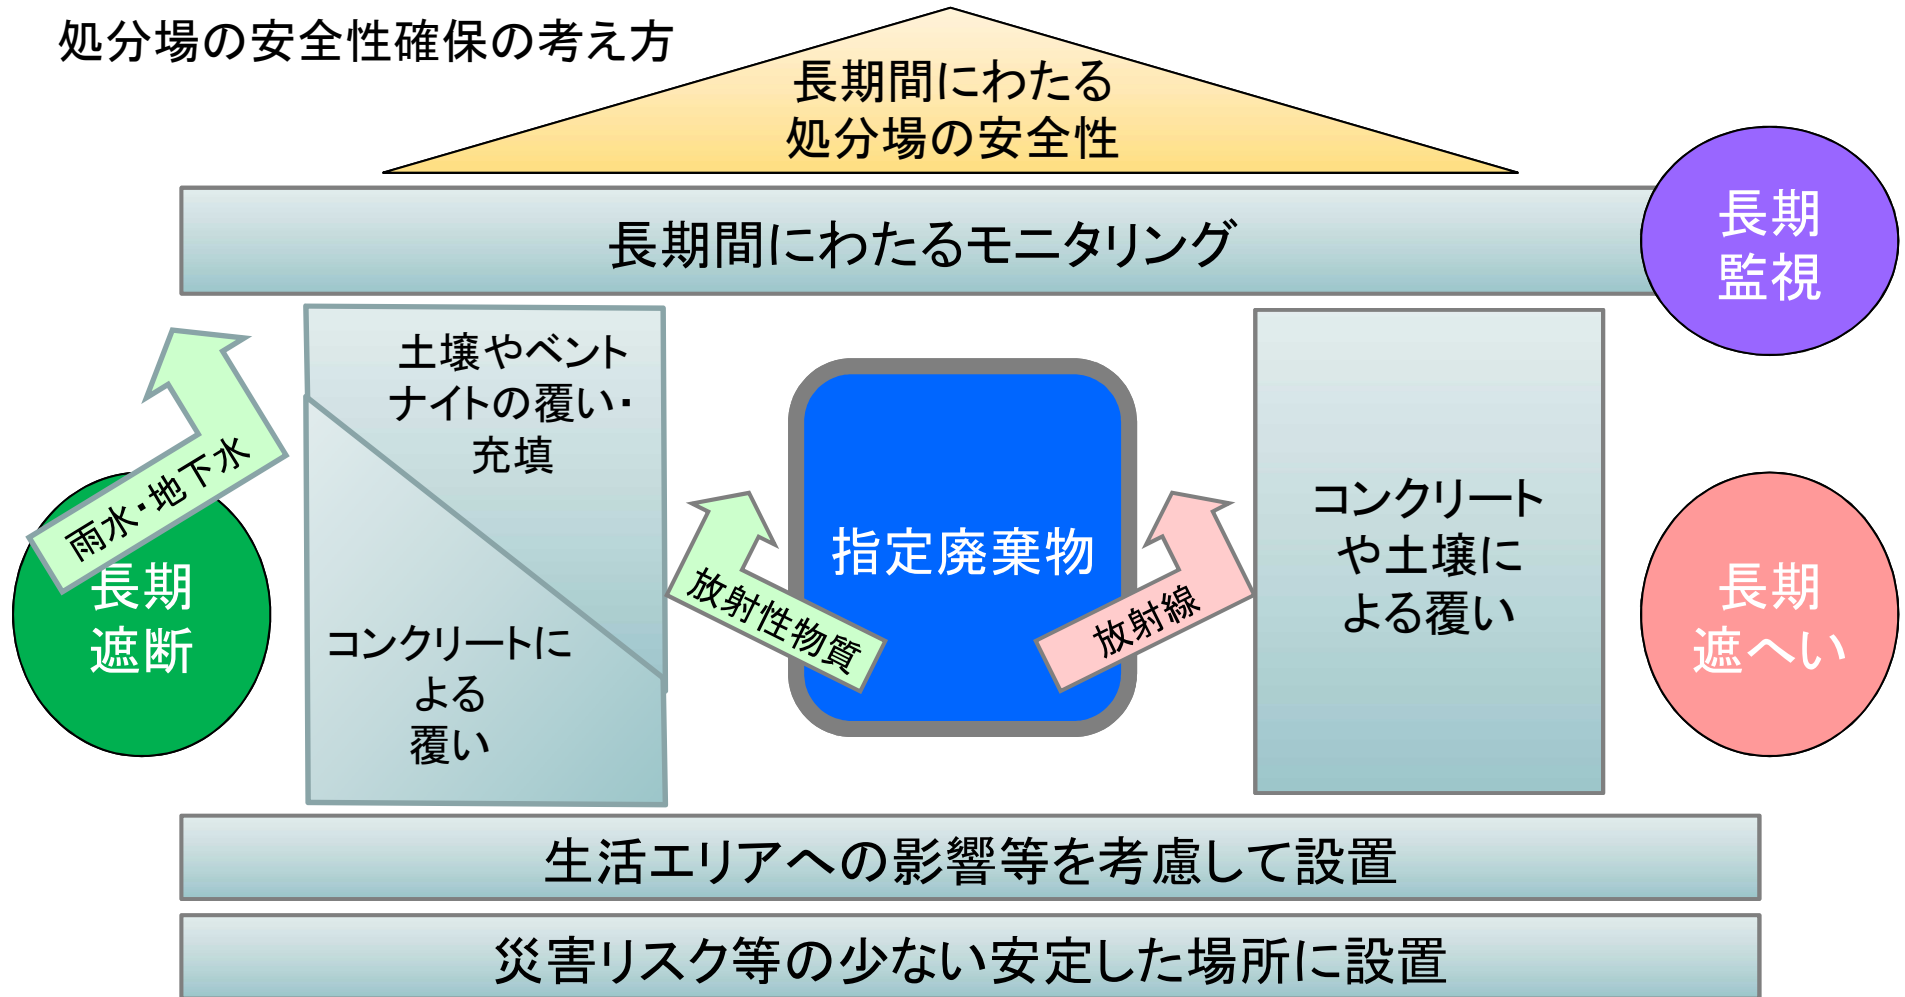 処分場の安全性確保の考え方
長期間にわたる
処分場の安全性
長期間にわたるモニタリング
長期
監視
土壌やベント
ナイトの覆い・
充填
雨水・地下水
長期
遮断
コンクリートに
よる
覆い
放射性物質
指定廃棄物
放射線
コンクリート
や土壌に
よる覆い
長期
遮へい
生活エリアへの影響等を考慮して設置
災害リスク等の少ない安定した場所に設置